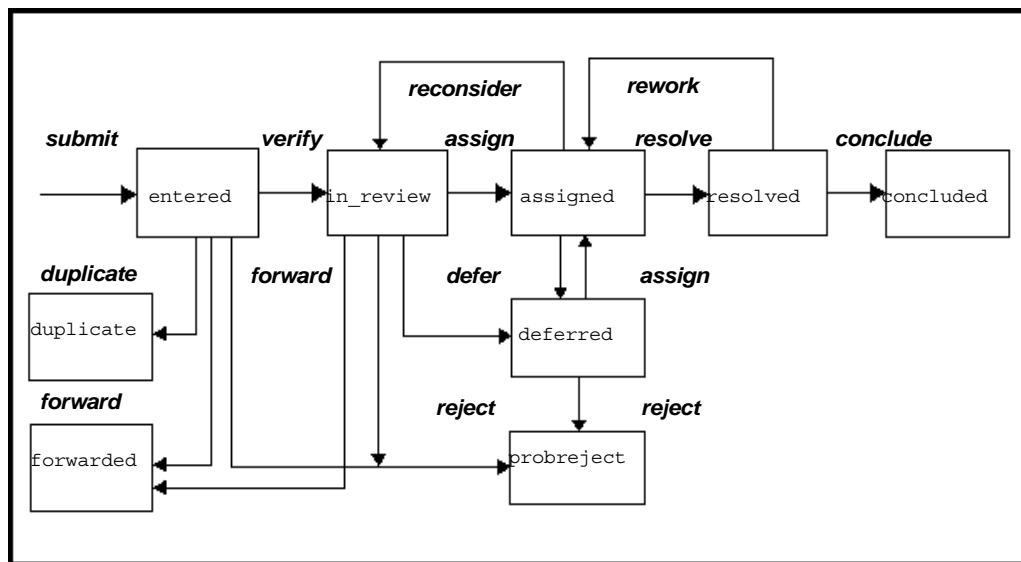 reconsider
rework
submit
verify
assign
resolve
conclude
entered
in_review
assigned
resolved
concluded
duplicate
forward
defer
assign
duplicate
deferred
forward
reject
reject
forwarded
probreject